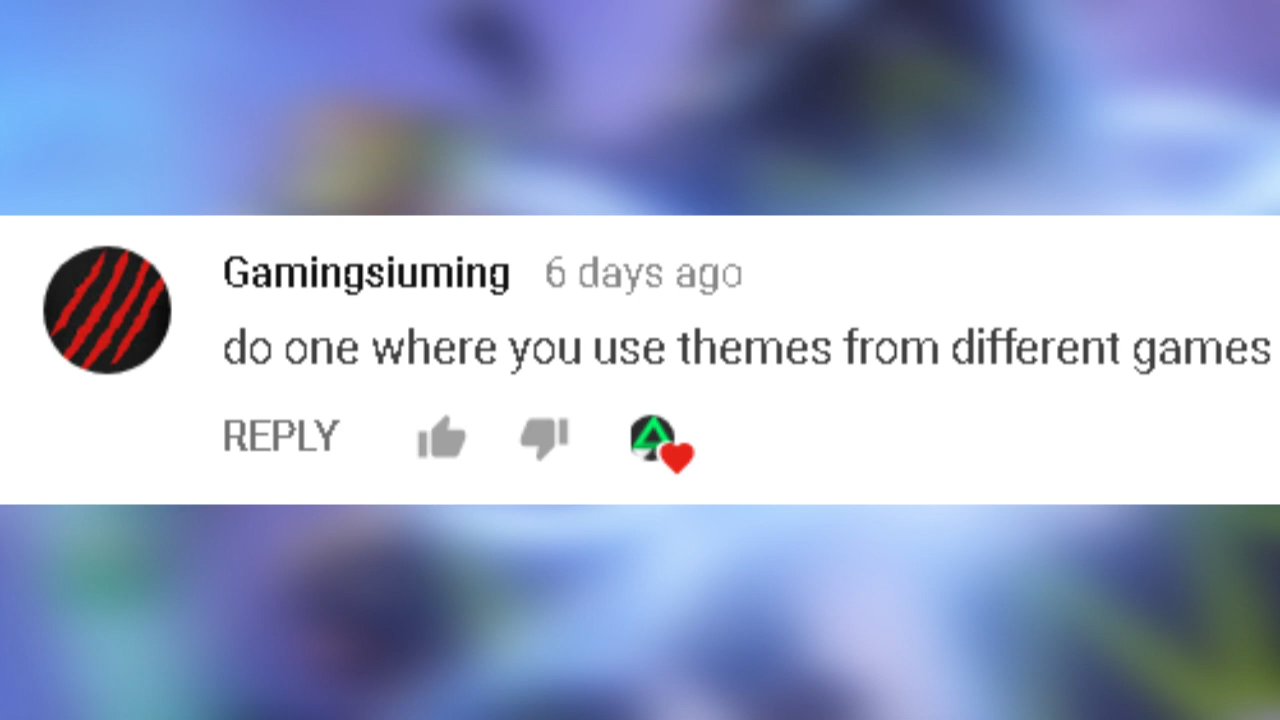 Gamingsiuming 6 days ago
do one where you use themes from different games
REPLY